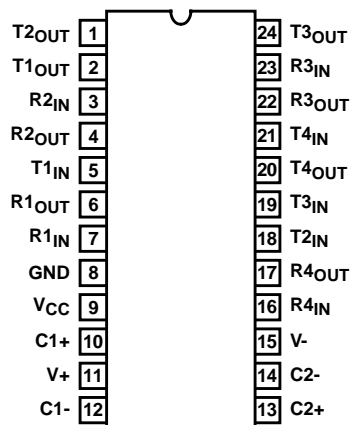 T2OUT 1 24 T3OUT
T1OUT 2 23 R3IN
R2IN 3 22 R3OUT
R2OUT 4 21 T4IN
T1IN 5 20 T4OUT
R1OUT 6 19 T3IN
R1IN 7 18 T2IN
GND 8 17 R4OUT
VCC 9 16 R4IN
C1+ 10 15 V-
V+ 11 14 C2-
C1- 12 13 C2+